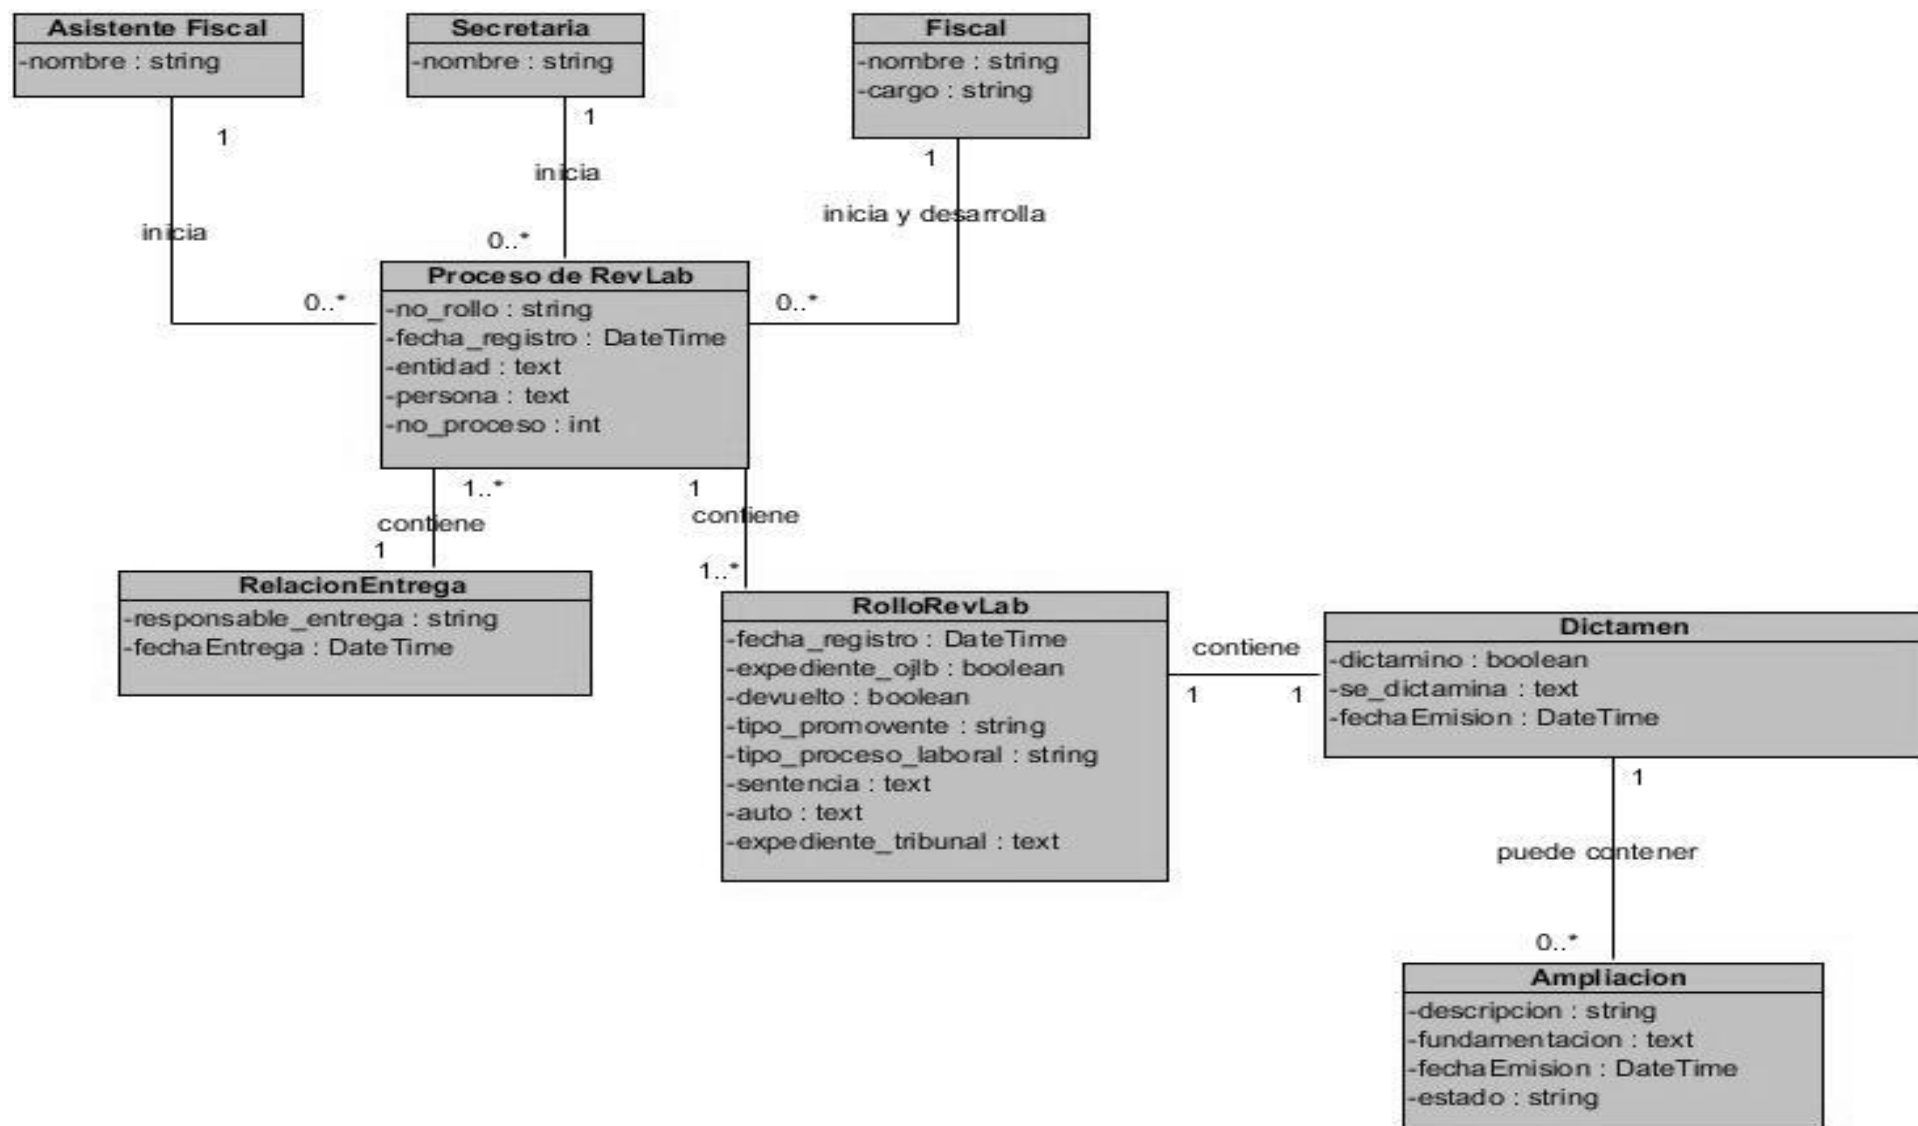 Asistente Fiscal
-nombre : string
Secretaria
-nombre : string
Fiscal
-nombre : string
-cargo : string
1
1
1
inicia
inicia
inicia y desarrolla
0..*
0..*
0..*
Proceso de RevLab
-no_rollo : string
-fecha_registro : DateTime
-entidad : text
-persona : text
-no_proceso : int
1..*
contiene
1
1
contiene
1..*
RelacionEntrega
-responsable_entrega : string
-fechaEntrega : DateTime
RolloRevLab
-fecha_registro : DateTime
-expediente_ojlb : boolean
-devuelto : boolean
-tipo_promovente : string
-tipo_proceso_laboral : string
-sentencia : text
-auto : text
-expediente_tribunal : text
contiene
1
1
Dictamen
-dictamino : boolean
-se_dictamina : text
-fechaEmision : DateTime
1
puede contener
0..*
Ampliacion
-descripcion : string
-fundamentacion : text
-fechaEmision : DateTime
-estado : string